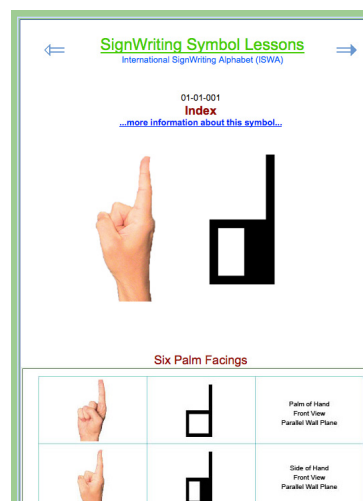 SignWriting Symbol Lessons
International SignWriting Alphabet (ISWA)
01-01-001
Index
...more information about this symbol...
Six Palm Facings
Palm of Hand
Front View
Parallel Wall Plane
Side of Hand
Front View
Parallel Wall Plane